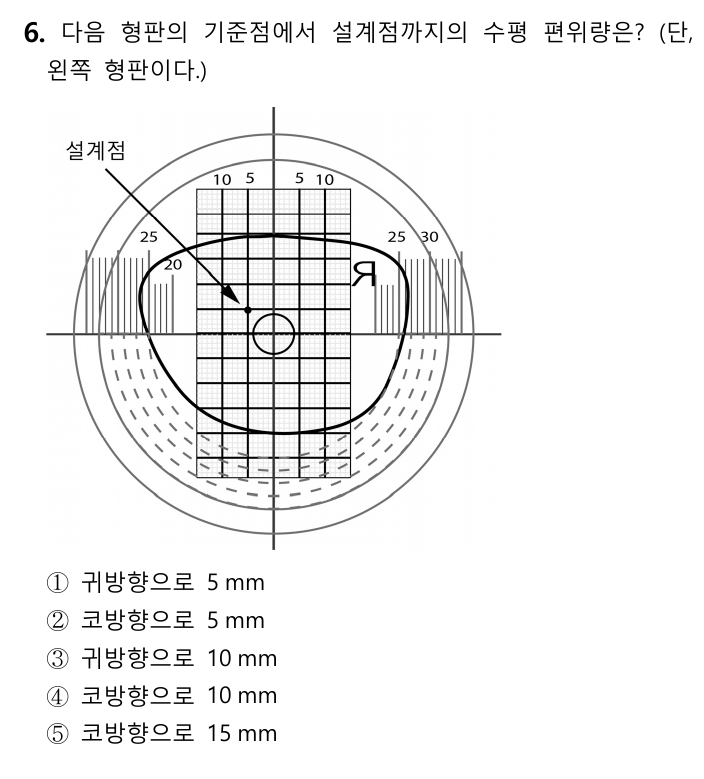 6. 다음 형판의 기준점에서 설계점까지의 수평 편위량은? (단,
왼쪽 형판이다.)
설계점
10 5 5 10
25 25 30
20 Я
① 귀방향으로 5 mm
② 코방향으로 5 mm
③ 귀방향으로 10 mm
④ 코방향으로 10 mm
⑤ 코방향으로 15 mm